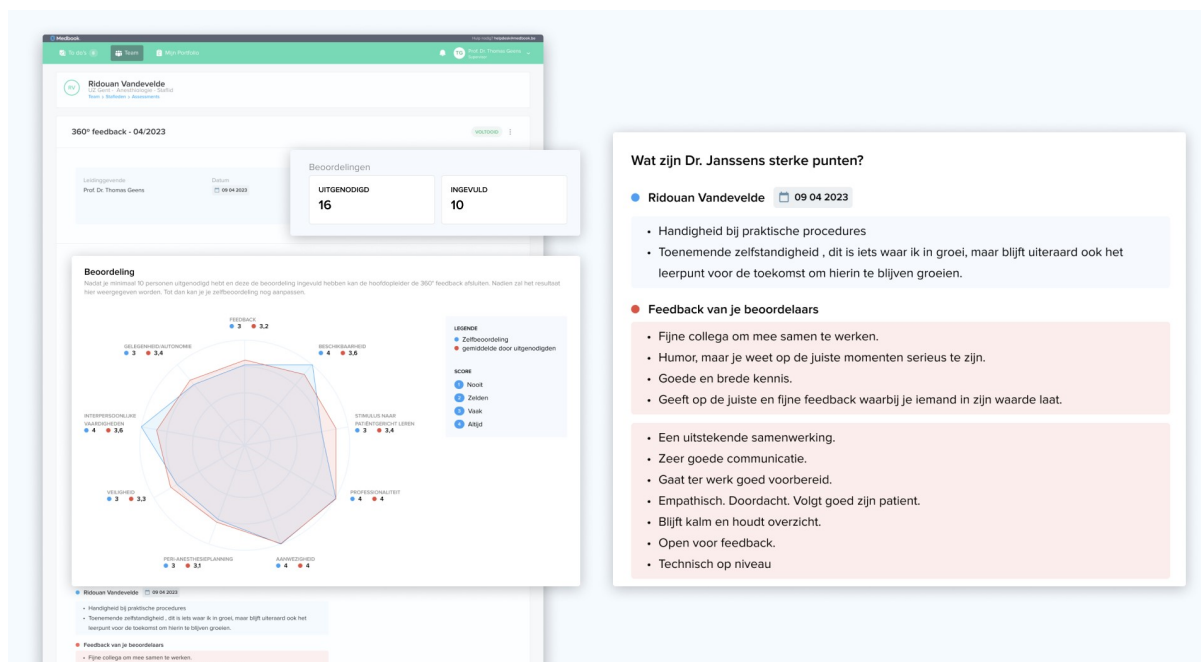 Medbook
Hulp nodig? helpdesk@medbook.be
To do's
Team
Mijn Portfolio
TG
Prof. Dr. Thomas Geens
RV
Ridouan Vandevelde
UZ Gent - Anesthesiologie - Staflid
Team > Stafleden > Assessments
360° feedback - 04/2023
VOLTOOID
Leidinggevende
Prof. Dr. Thomas Geens
Datum
09 04 2023
Beoordelingen
UITGENODIGD
16
INGEVULD
10
Beoordeling
Nadat je minimaal 10 personen uitgenodigd hebt en deze de beoordeling ingevuld hebben kan de hoofdopleider de 360° feedback afsluiten. Nadien zal het resultaat
hier weergegeven worden. Tot dan kan je je zelfbeoordeling nog aanpassen.
FEEDBACK
3 3,2
GELEGENHEID/AUTONOMIE
3 3,4
BESCHIKBAARHEID
4 3,6
INTERPERSOONLIJKE
VAARDIGHEDEN
4 3,6
STIMULUS NAAR
PATIËNTGERICHT LEREN
3 3,4
VEILIGHEID
3 3,3
PROFESSIONALITEIT
4 4
PERI-ANESTHESIEPLANNING
3 3,1
AANWEZIGHEID
4 4
LEGENDE
Zelfbeoordeling
gemiddelde door uitgenodigden
SCORE
1 Nooit
2 Zelden
3 Vaak
4 Altijd
Ridouan Vandevelde 09 04 2023
• Handigheid bij praktische procedures
• Toenemende zelfstandigheid , dit is iets waar ik in groei, maar blijft uiteraard ook het
leerpunt voor de toekomst om hierin te blijven groeien.
Feedback van je beoordelaars
• Fijne collega om mee samen te werken.
Wat zijn Dr. Janssens sterke punten?
Ridouan Vandevelde 09 04 2023
• Handigheid bij praktische procedures
• Toenemende zelfstandigheid , dit is iets waar ik in groei, maar blijft uiteraard ook het
leerpunt voor de toekomst om hierin te blijven groeien.
Feedback van je beoordelaars
• Fijne collega om mee samen te werken.
• Humor, maar je weet op de juiste momenten serieus te zijn.
• Goede en brede kennis.
• Geeft op de juiste en fijne feedback waarbij je iemand in zijn waarde laat.
• Een uitstekende samenwerking.
• Zeer goede communicatie.
• Gaat ter werk goed voorbereid.
• Empathisch. Doordacht. Volgt goed zijn patient.
• Blijft kalm en houdt overzicht.
• Open voor feedback.
• Technisch op niveau